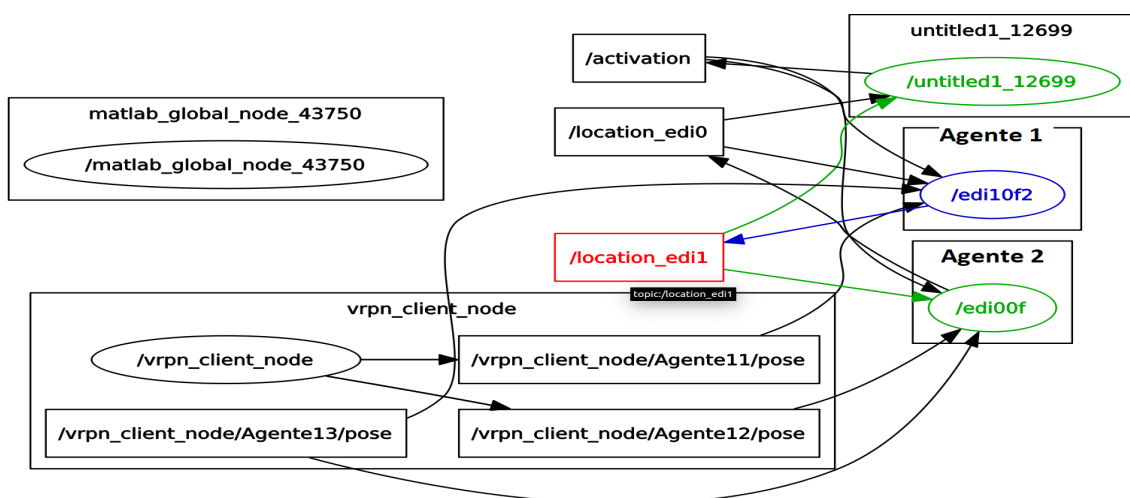 untitled1_12699
/activation
/untitled1_12699
matlab_global_node_43750
/location_edi0
Agente 1
/matlab_global_node_43750
/edi10f2
/location_edi1
Agente 2
topic:/location_edi1
vrpn_client_node
/edi00f
/vrpn_client_node
/vrpn_client_node/Agente11/pose
/vrpn_client_node/Agente13/pose
/vrpn_client_node/Agente12/pose